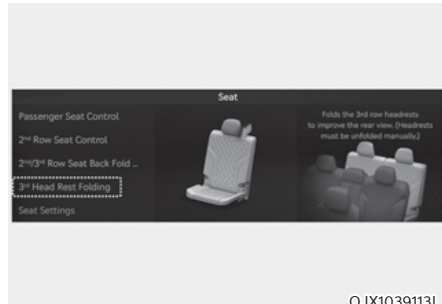 Seat
Passenger Seat Control
2nd Row Seat Control
2nd/3rd Row Seat Back Fold ...
3rd Head Rest Folding
Seat Settings
Folds the 3rd row headrests
to improve the rear view. (Headrests
must be unfolded manually.)
OJX1039113L